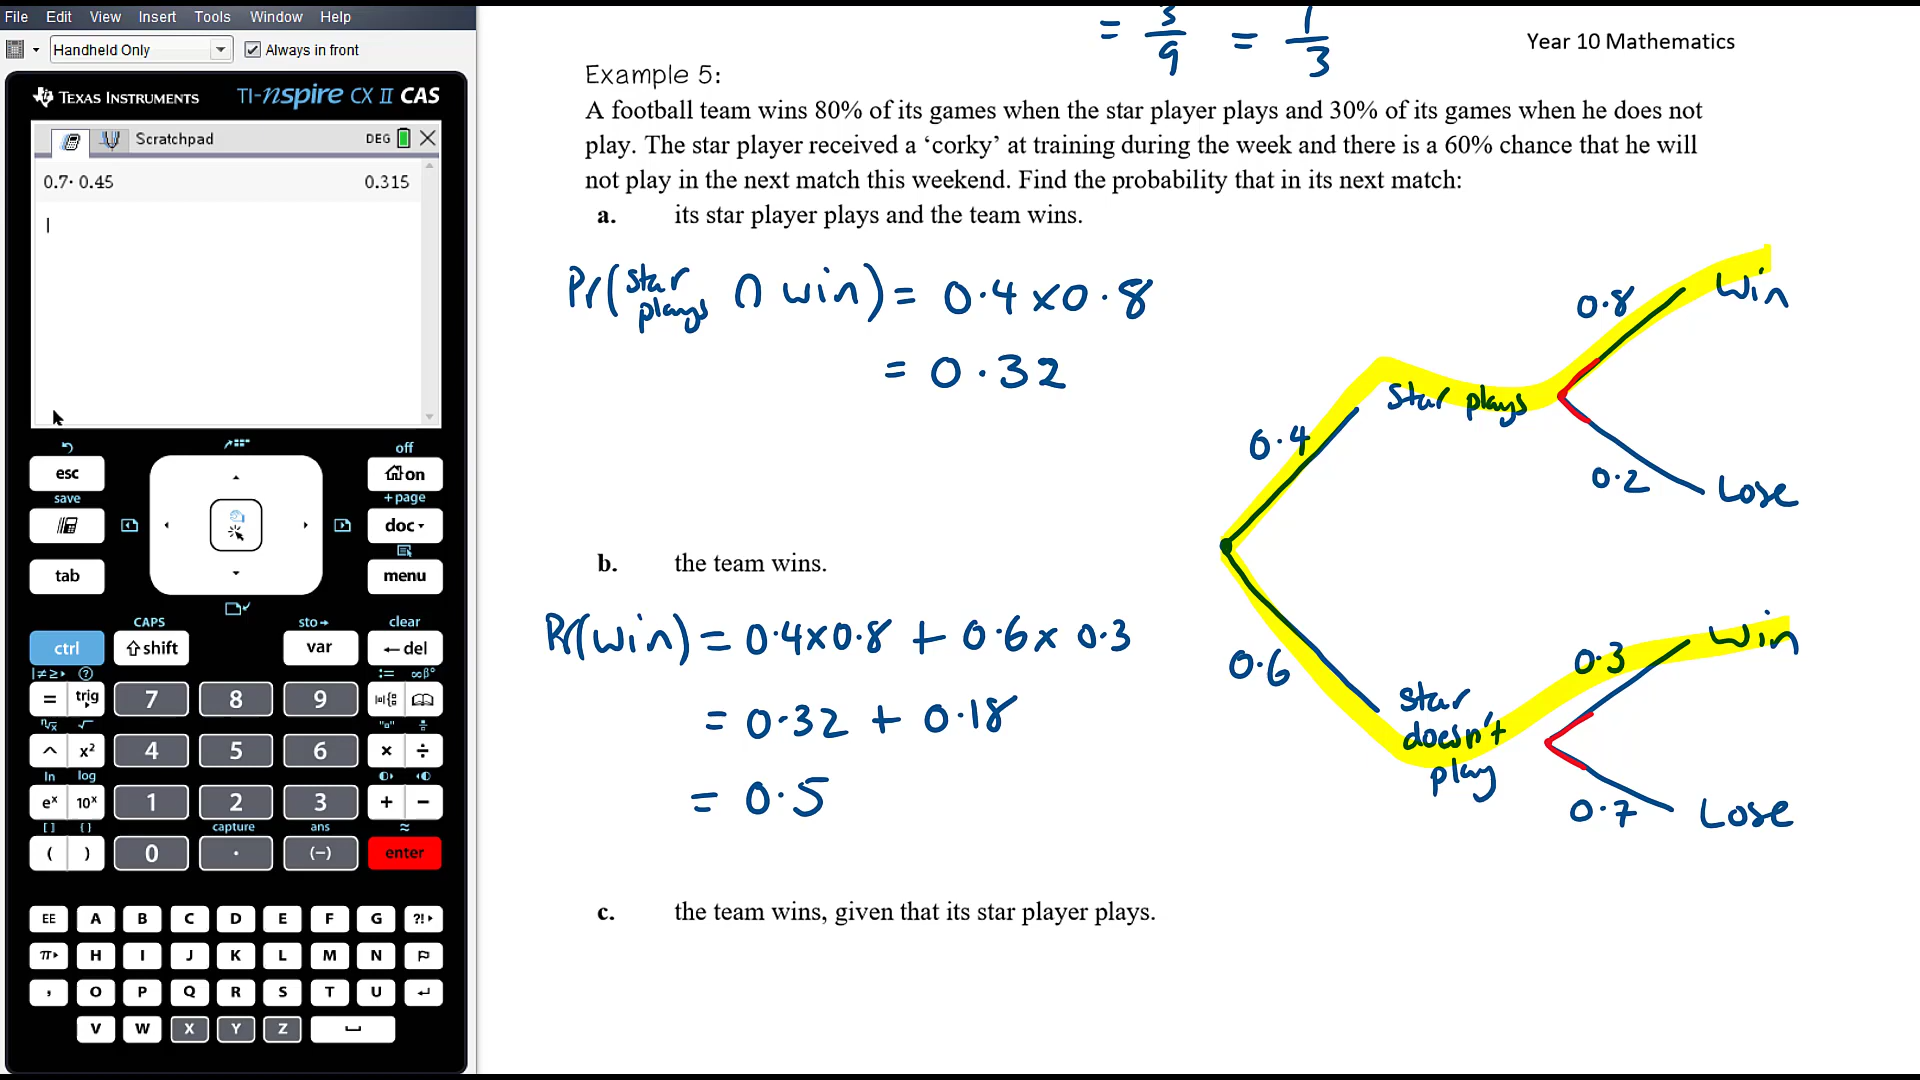 File Edit View Insert Tools Window Help
Handheld Only Always in front
TEXAS INSTRUMENTS TI-nspire CX II CAS
Scratchpad DEG
0.7· 0.45 0.315
off
esc on
save + page
doc
tab menu
CAPS sto→ clear
ctrl shift var ←del
|≠≥▸ ? := ∞β°
= trig 7 8 9
ⁿ√x √ "□" ÷
^ x² 4 5 6 × ÷
ln log
eˣ 10ˣ 1 2 3 + −
[ ] { } capture ans ≈
( ) 0 . (−) enter
EE A B C D E F G ?!▸
π▸ H I J K L M N
, O P Q R S T U ↵
V W X Y Z
= 3/9 = 1/3
Year 10 Mathematics
Example 5:
A football team wins 80% of its games when the star player plays and 30% of its games when he does not
play. The star player received a ‘corky’ at training during the week and there is a 60% chance that he will
not play in the next match this weekend. Find the probability that in its next match:
a. its star player plays and the team wins.
Pr(star plays ∩ win) = 0.4 × 0.8
= 0.32
b. the team wins.
Pr(win) = 0.4×0.8 + 0.6× 0.3
= 0.32 + 0.18
= 0.5
c. the team wins, given that its star player plays.
0.8 Win
0.4 Star plays
0.2 Lose
0.6 Star doesn't play
0.3 Win
0.7 Lose